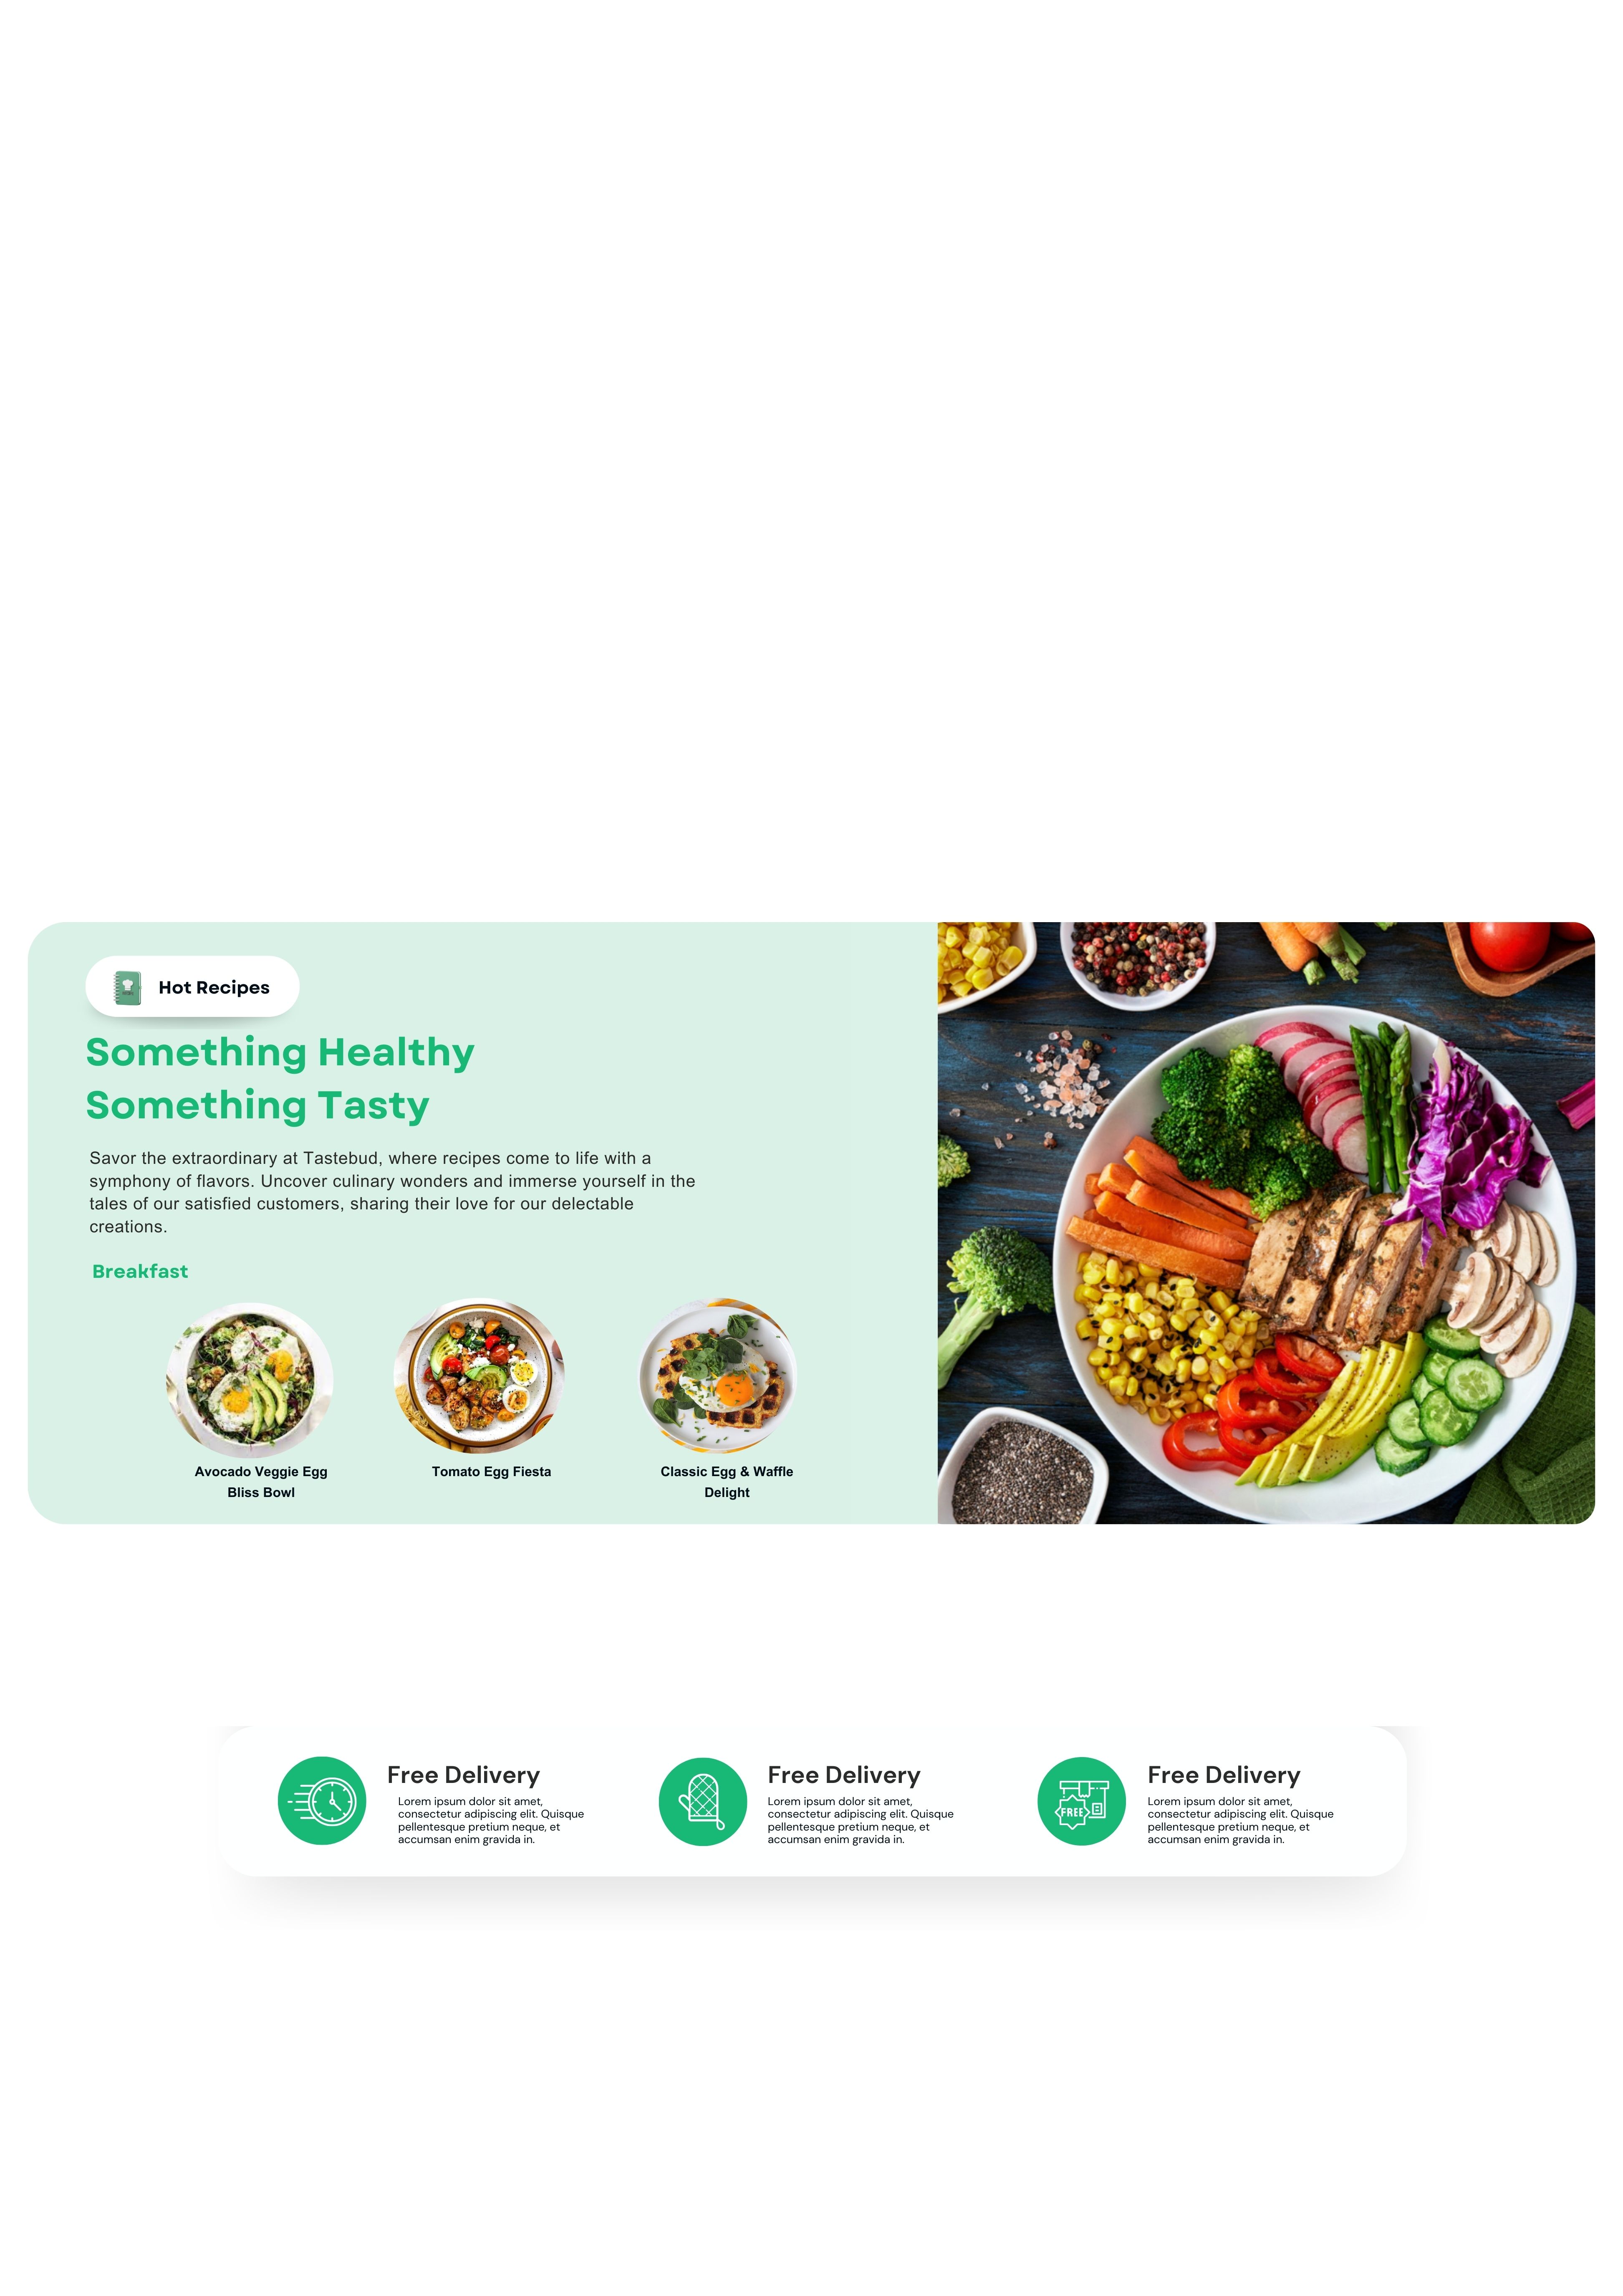 Hot Recipes
Something Healthy
Something Tasty
Savor the extraordinary at Tastebud, where recipes come to life with a
symphony of flavors. Uncover culinary wonders and immerse yourself in the
tales of our satisfied customers, sharing their love for our delectable
creations.
Breakfast
Avocado Veggie Egg
Bliss Bowl
Tomato Egg Fiesta
Classic Egg & Waffle
Delight
Free Delivery
Lorem ipsum dolor sit amet,
consectetur adipiscing elit. Quisque
pellentesque pretium neque, et
accumsan enim gravida in.
Free Delivery
Lorem ipsum dolor sit amet,
consectetur adipiscing elit. Quisque
pellentesque pretium neque, et
accumsan enim gravida in.
FREE
Free Delivery
Lorem ipsum dolor sit amet,
consectetur adipiscing elit. Quisque
pellentesque pretium neque, et
accumsan enim gravida in.